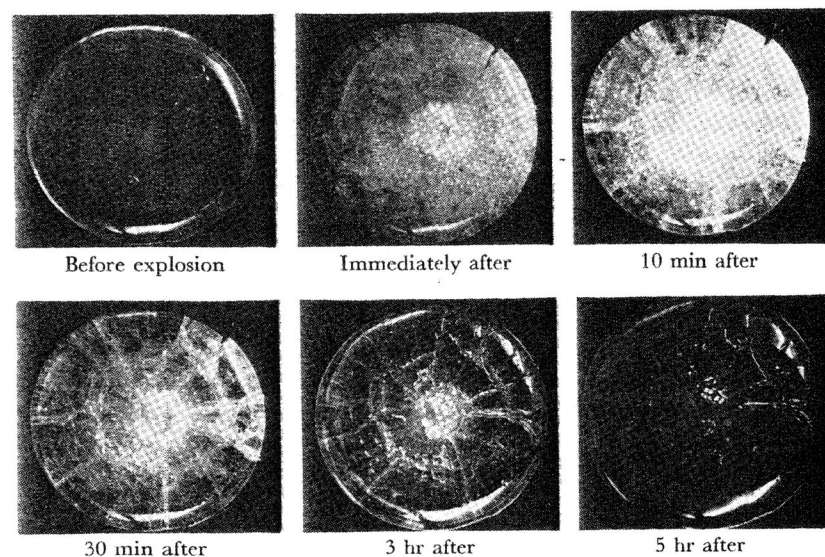 Before explosion
Immediately after
10 min after
30 min after
3 hr after
5 hr after